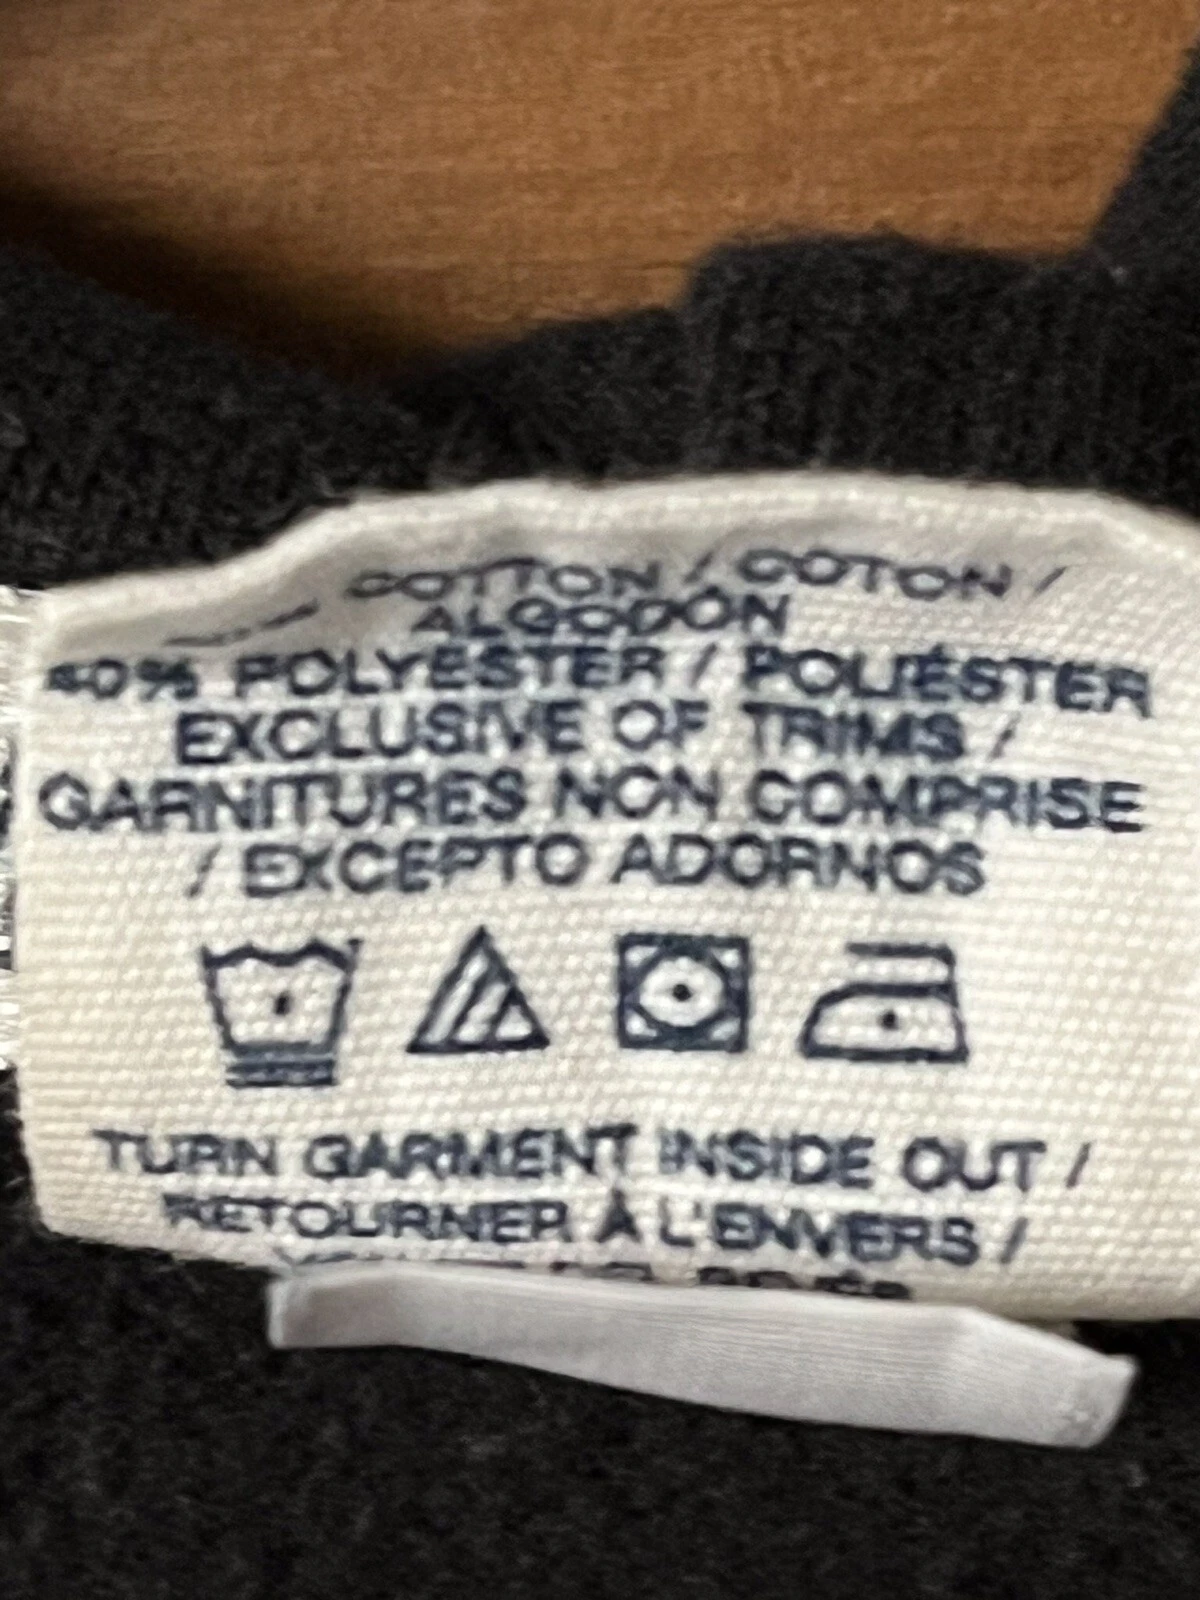 COTTON / COTON /
ALGODÓN
40% POLYESTER / POLIÉSTER
EXCLUSIVE OF TRIMS /
GARNITURES NON COMPRISE
/ EXCEPTO ADORNOS
TURN GARMENT INSIDE OUT /
RETOURNER À L'ENVERS /